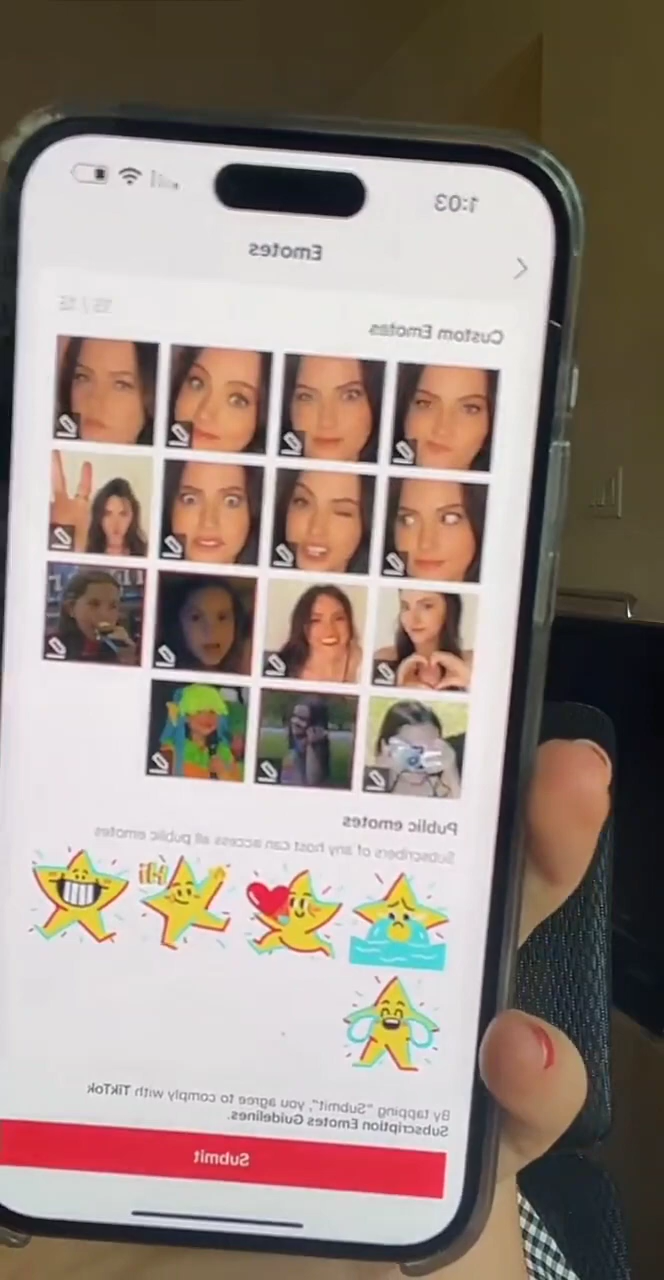 1:03
Emotes
Custom Emotes
Public emotes
Subscribers of any host can access all public emotes
Hi
By tapping "Submit", you agree to comply with TikTok
Subscription Emotes Guidelines.
Submit